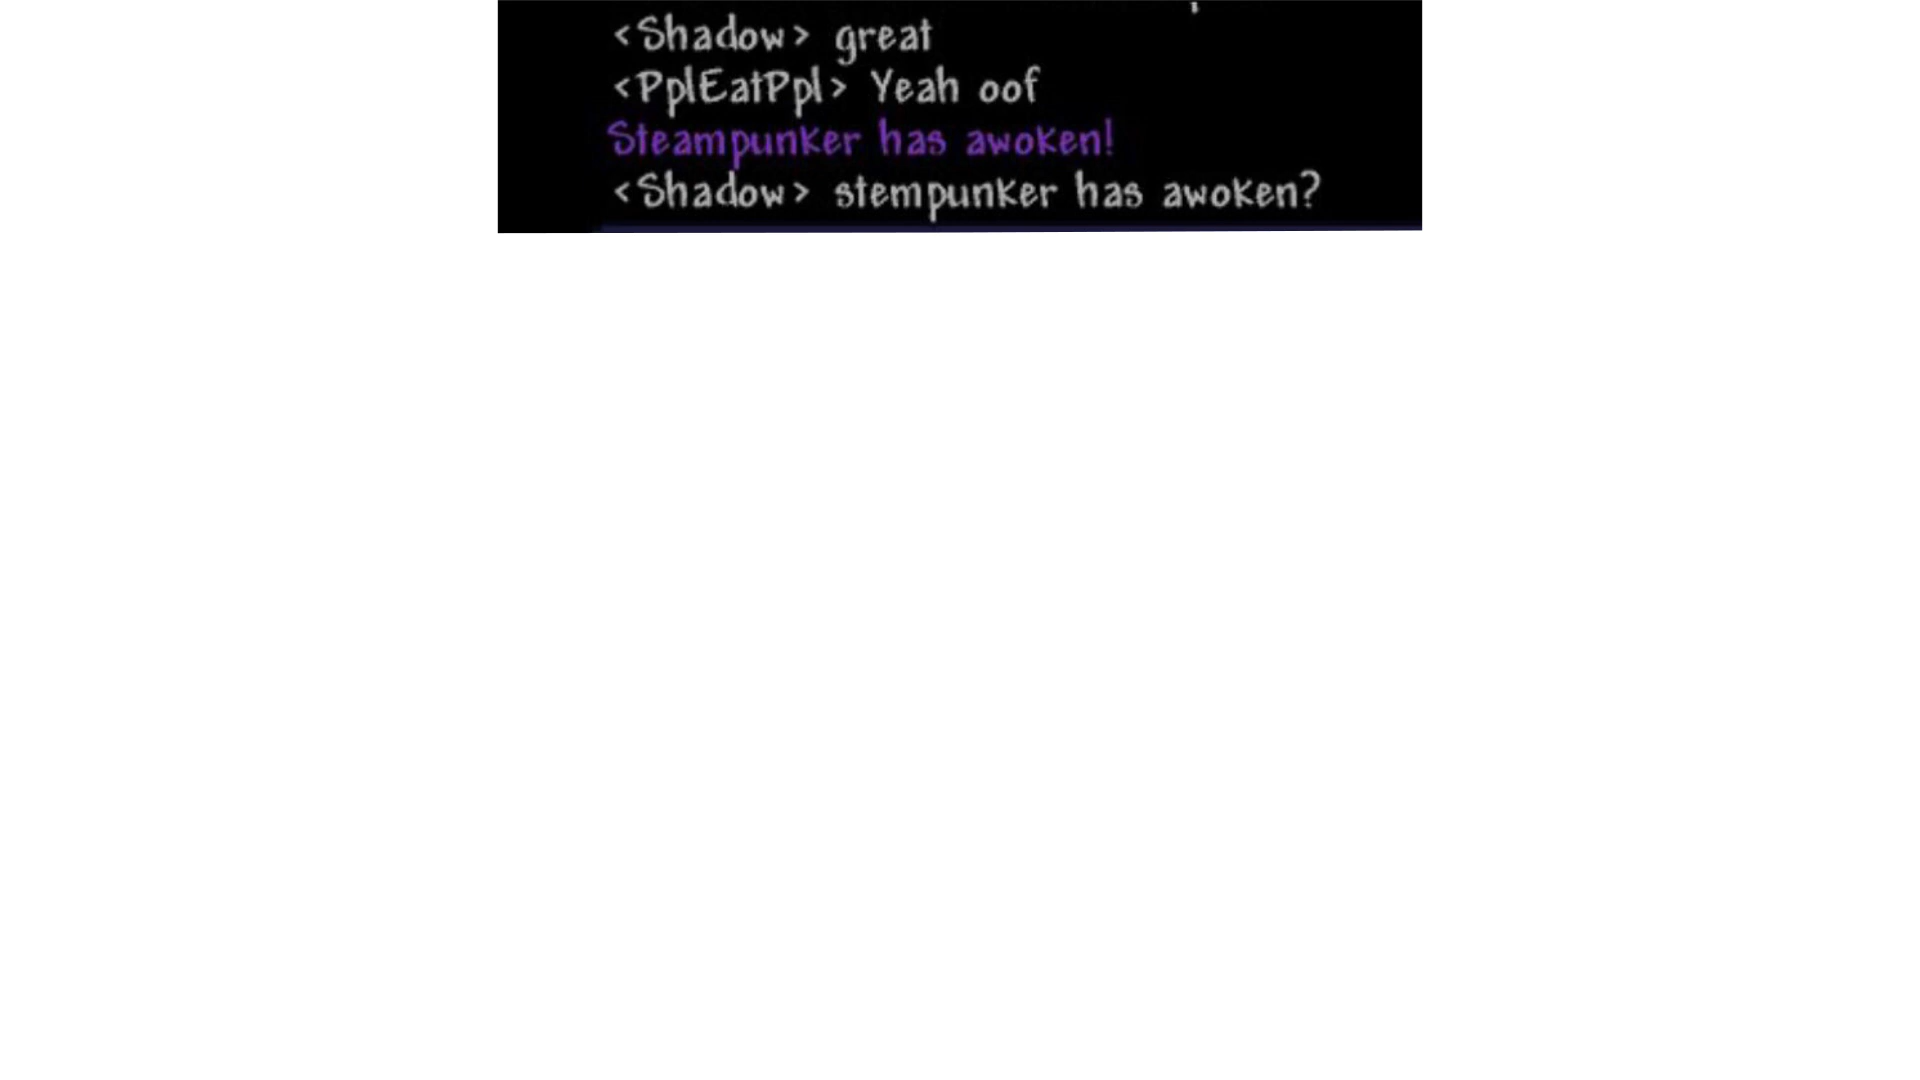 <Shadow> great
<PplEatPpl> Yeah oof
Steampunker has awoken!
<Shadow> stempunker has awoken?